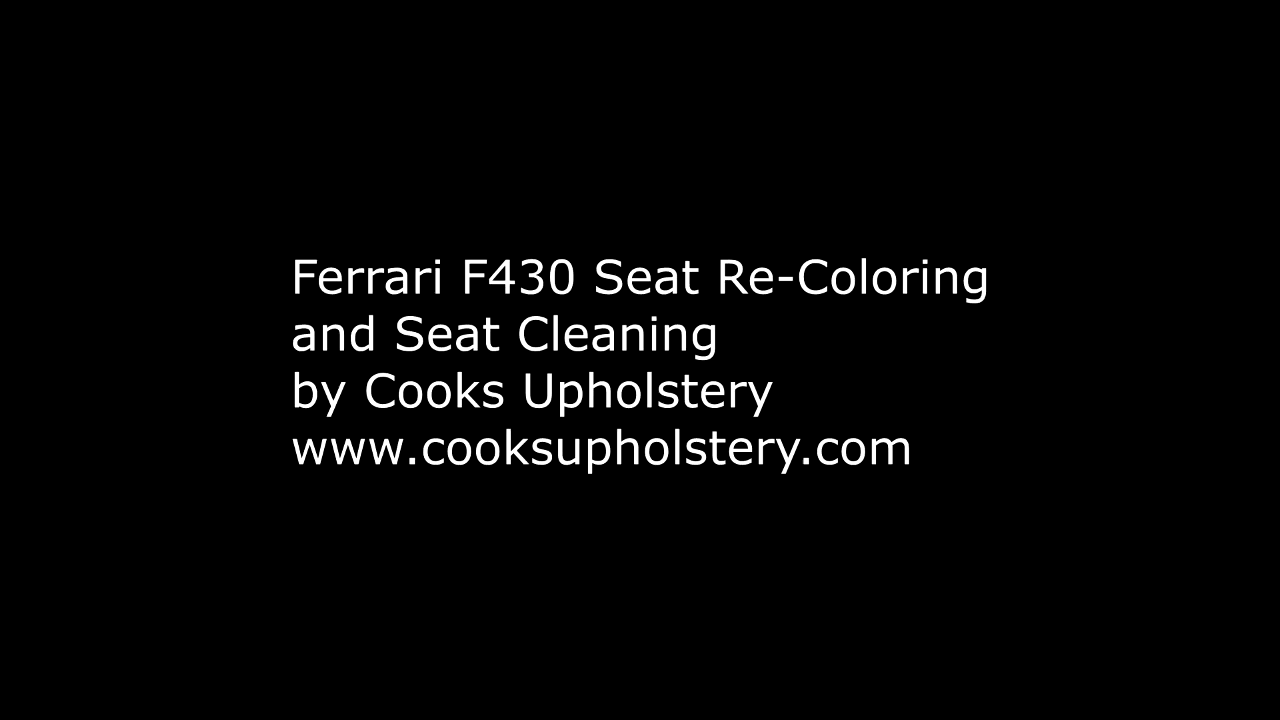 Ferrari F430 Seat Re-Coloring
and Seat Cleaning
by Cooks Upholstery
www.cooksupholstery.com